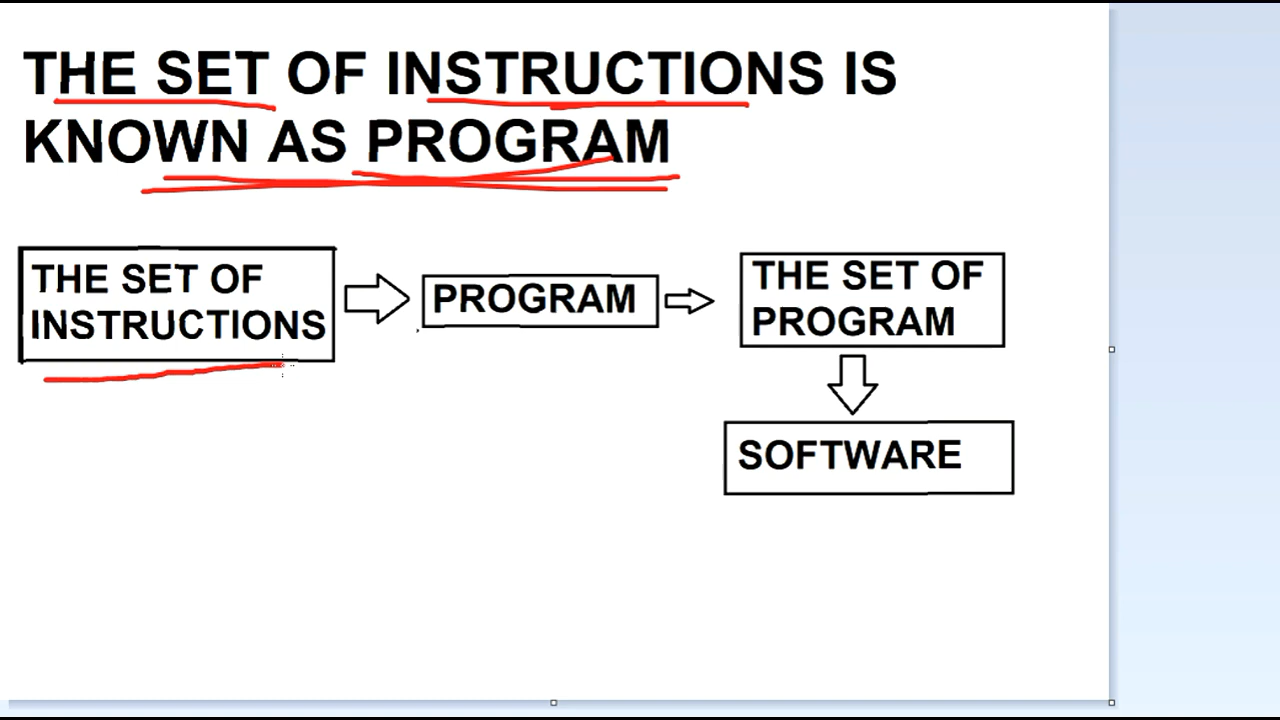 THE SET OF INSTRUCTIONS IS
KNOWN AS PROGRAM
THE SET OF
INSTRUCTIONS
PROGRAM
THE SET OF
PROGRAM
SOFTWARE